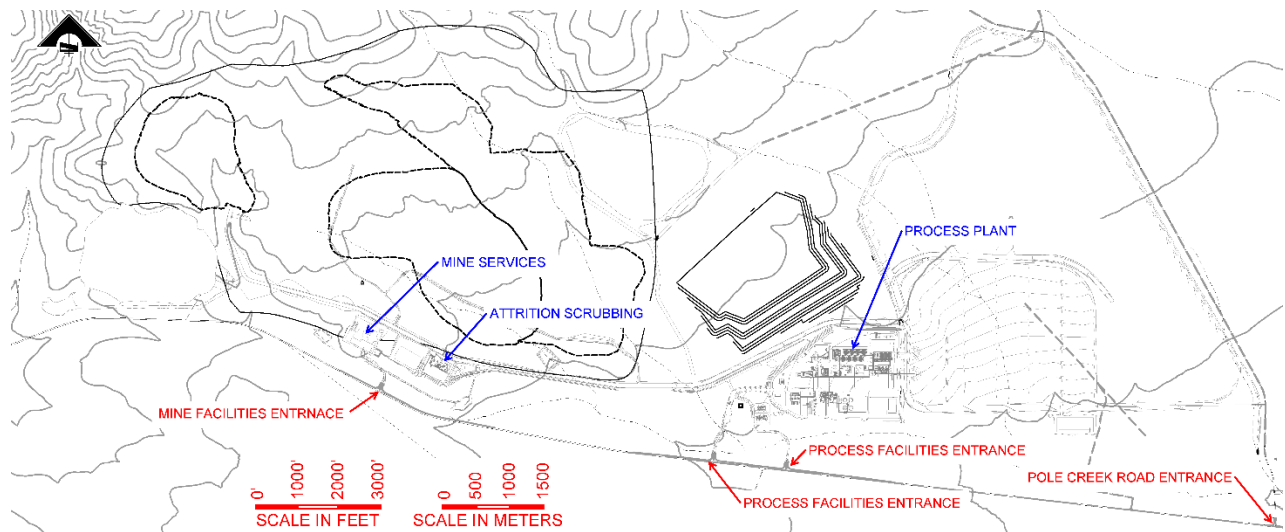 PROCESS PLANT
MINE SERVICES
ATTRITION SCRUBBING
MINE FACILITIES ENTRNACE
PROCESS FACILITIES ENTRANCE
POLE CREEK ROAD ENTRANCE
PROCESS FACILITIES ENTRANCE
0' 1000' 2000' 3000'
SCALE IN FEET
0 500 1000 1500
SCALE IN METERS